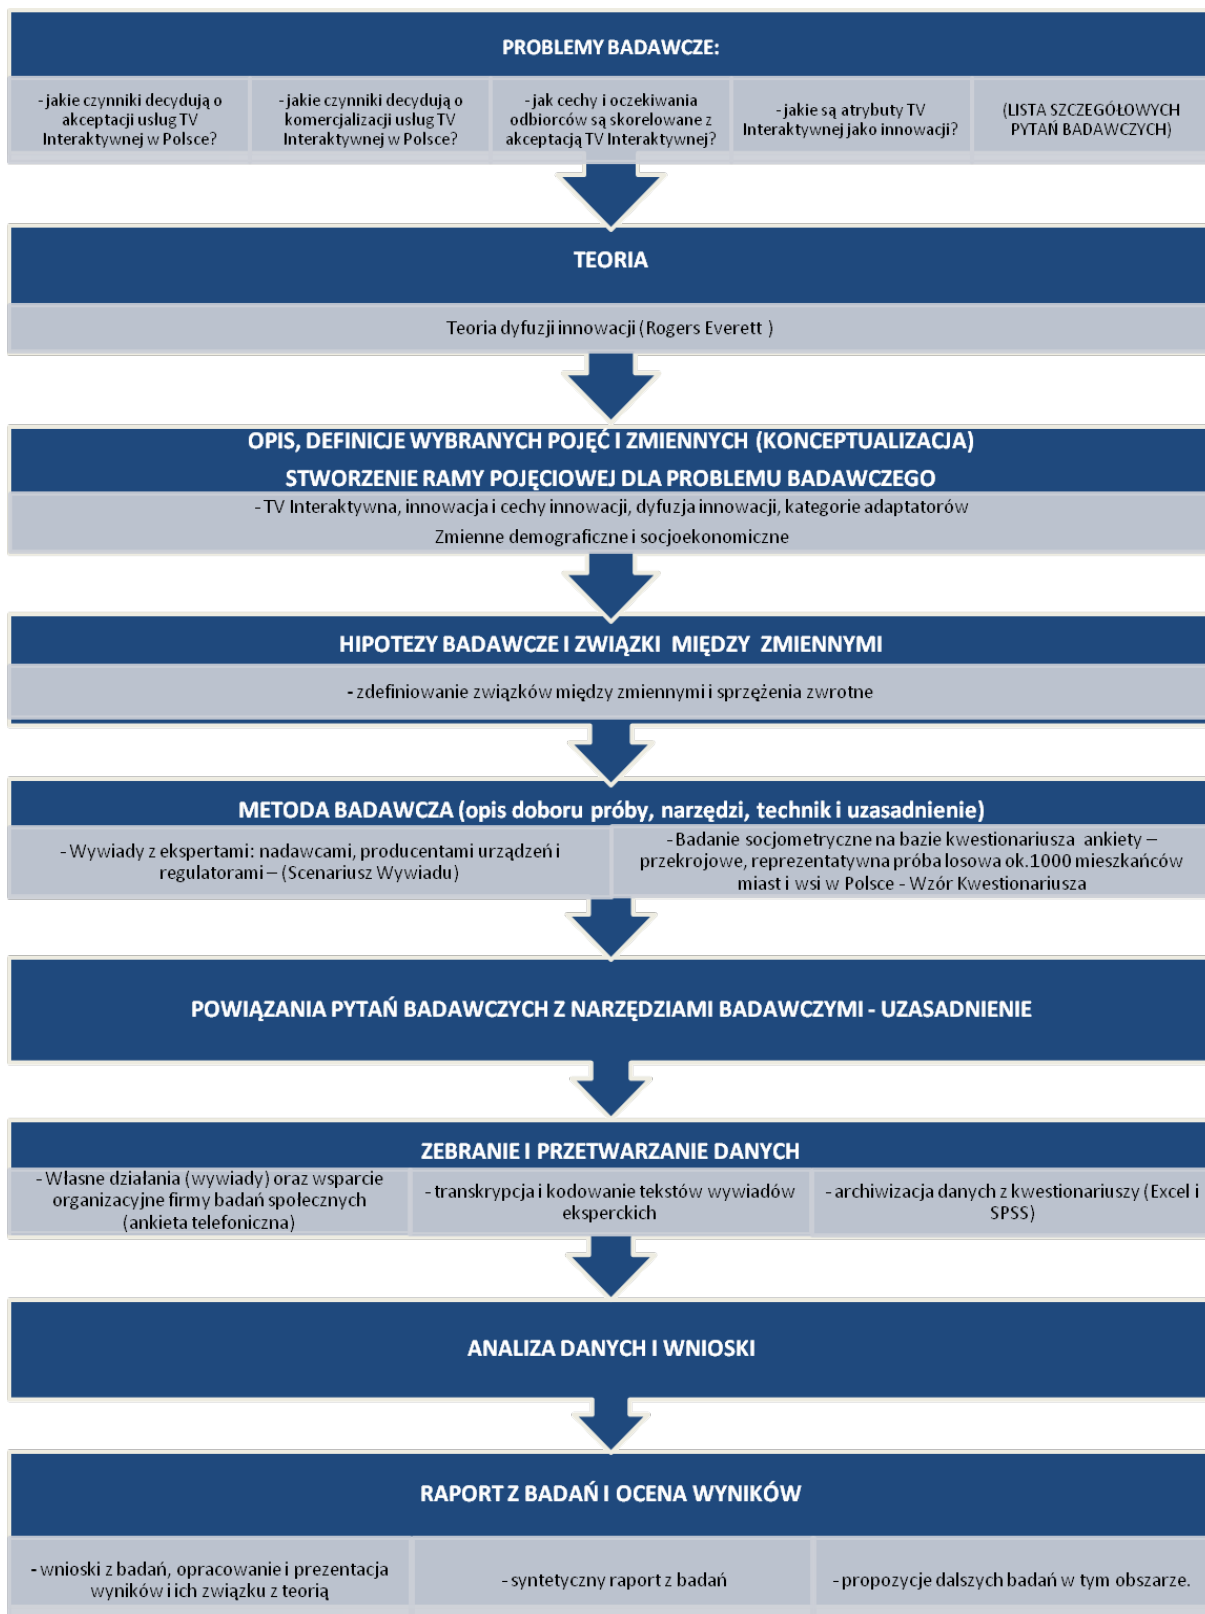 PROBLEMY BADAWCZE:
- jakie czynniki decydują o
akceptacji usług TV
Interaktywnej w Polsce?
- jakie czynniki decydują o
komercjalizacji usług TV
Interaktywnej w Polsce?
- jak cechy i oczekiwania
odbiorców są skorelowane z
akceptacją TV Interaktywnej?
- jakie są atrybuty TV
Interaktywnej jako innowacji?
(LISTA SZCZEGÓŁOWYCH
PYTAŃ BADAWCZYCH)
TEORIA
Teoria dyfuzji innowacji (Rogers Everett )
OPIS, DEFINICJE WYBRANYCH POJĘĆ I ZMIENNYCH (KONCEPTUALIZACJA)
STWORZENIE RAMY POJĘCIOWEJ DLA PROBLEMU BADAWCZEGO
- TV Interaktywna, innowacja i cechy innowacji, dyfuzja innowacji, kategorie adaptatorów
Zmienne demograficzne i socjoekonomiczne
HIPOTEZY BADAWCZE I ZWIĄZKI MIĘDZY ZMIENNYMI
- zdefiniowanie związków między zmiennymi i sprzężenia zwrotne
METODA BADAWCZA (opis doboru próby, narzędzi, technik i uzasadnienie)
- Wywiady z ekspertami: nadawcami, producentami urządzeń i
regulatorami – (Scenariusz Wywiadu)
- Badanie socjometryczne na bazie kwestionariusza ankiety –
przekrojowe, reprezentatywna próba losowa ok.1000 mieszkańców
miast i wsi w Polsce - Wzór Kwestionariusza
POWIĄZANIA PYTAŃ BADAWCZYCH Z NARZĘDZIAMI BADAWCZYMI - UZASADNIENIE
ZEBRANIE I PRZETWARZANIE DANYCH
- Własne działania (wywiady) oraz wsparcie
organizacyjne firmy badań społecznych
(ankieta telefoniczna)
- transkrypcja i kodowanie tekstów wywiadów
eksperckich
- archiwizacja danych z kwestionariuszy (Excel i
SPSS)
ANALIZA DANYCH I WNIOSKI
RAPORT Z BADAŃ I OCENA WYNIKÓW
- wnioski z badań, opracowanie i prezentacja
wyników i ich związku z teorią
- syntetyczny raport z badań
- propozycje dalszych badań w tym obszarze.